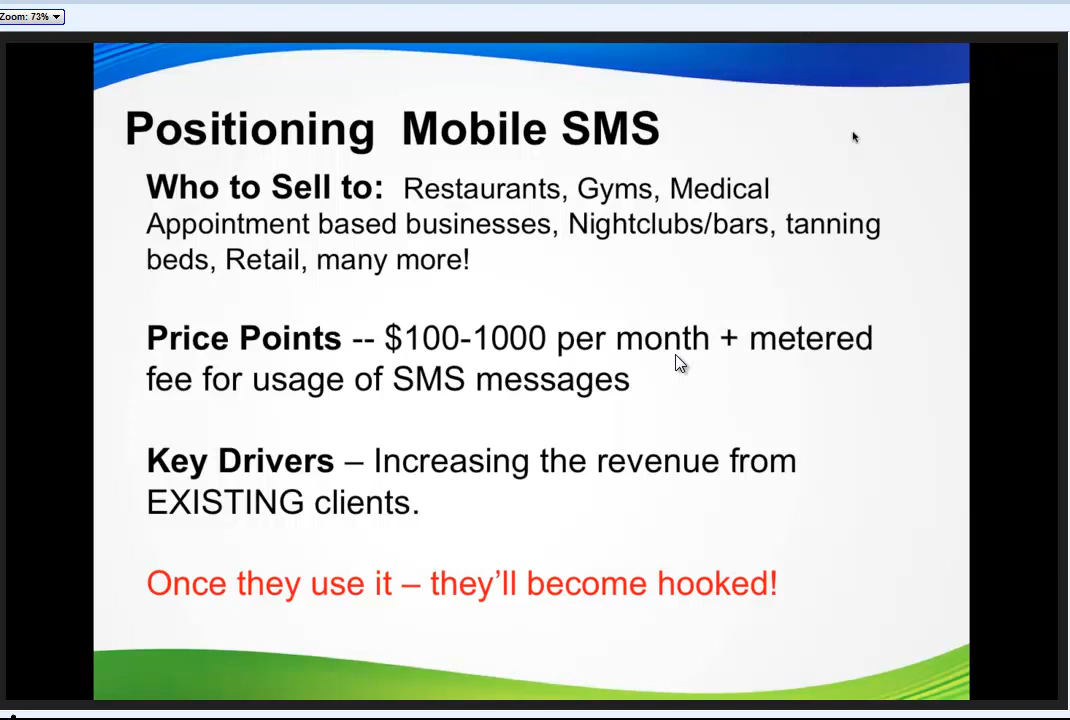 Zoom: 73%
Positioning Mobile SMS
Who to Sell to: Restaurants, Gyms, Medical
Appointment based businesses, Nightclubs/bars, tanning
beds, Retail, many more!
Price Points -- $100-1000 per month + metered
fee for usage of SMS messages
Key Drivers – Increasing the revenue from
EXISTING clients.
Once they use it – they’ll become hooked!